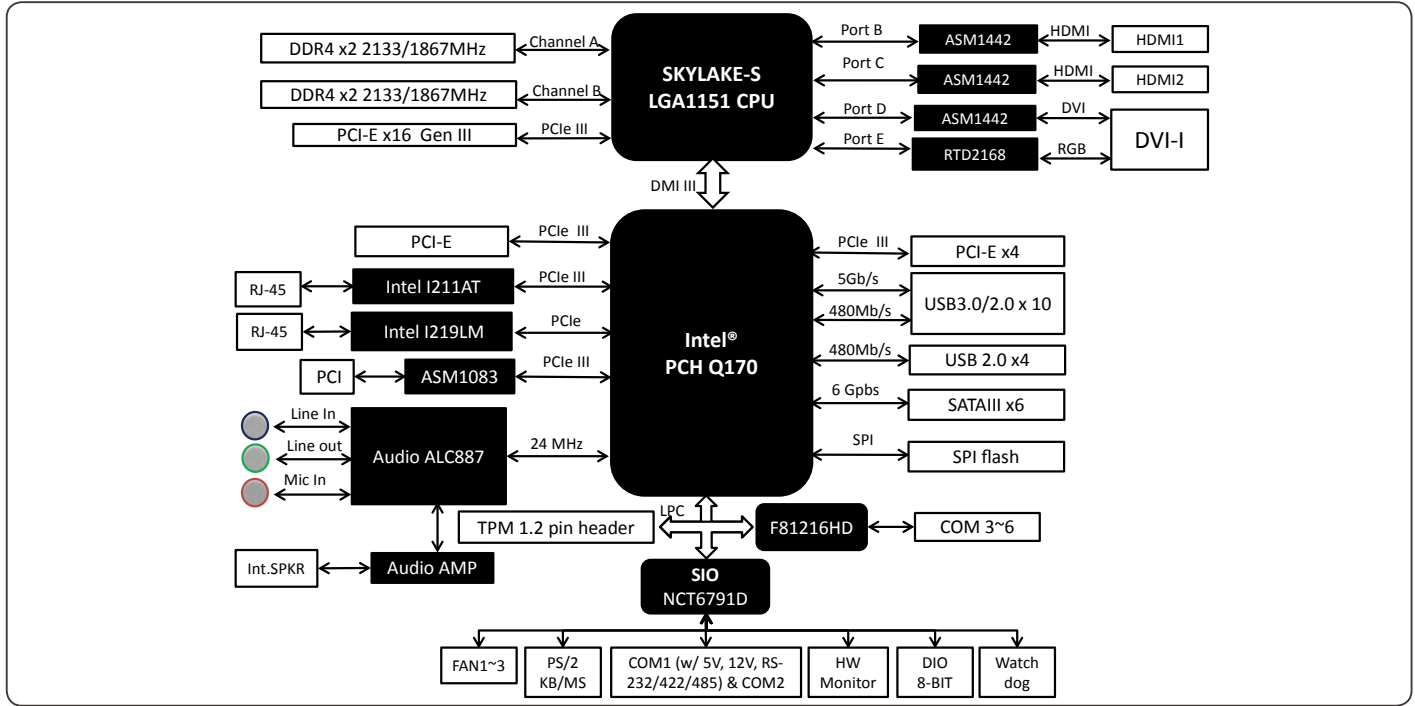 DDR4 x2 2133/1867MHz
Channel A
DDR4 x2 2133/1867MHz
Channel B
PCI-E x16  Gen III
PCIe III
SKYLAKE-S
LGA1151 CPU
Port B
ASM1442
HDMI
HDMI1
Port C
ASM1442
HDMI
HDMI2
Port D
ASM1442
DVI
Port E
RTD2168
RGB
DVI-I
DMI III
PCI-E
PCIe  III
RJ-45
Intel I211AT
PCIe III
RJ-45
Intel I219LM
PCIe
PCI
ASM1083
PCIe III
Line In
Line out
Mic In
Audio ALC887
24 MHz
Int.SPKR
Audio AMP
Intel®
PCH Q170
PCIe  III
PCI-E x4
5Gb/s
480Mb/s
USB3.0/2.0 x 10
480Mb/s
USB 2.0 x4
6 Gpbs
SATAIII x6
SPI
SPI flash
TPM 1.2 pin header
LPC
F81216HD
COM 3~6
SIO
NCT6791D
FAN1~3
PS/2
KB/MS
COM1 (w/ 5V, 12V, RS-
232/422/485) & COM2
HW
Monitor
DIO
8-BIT
Watch
dog